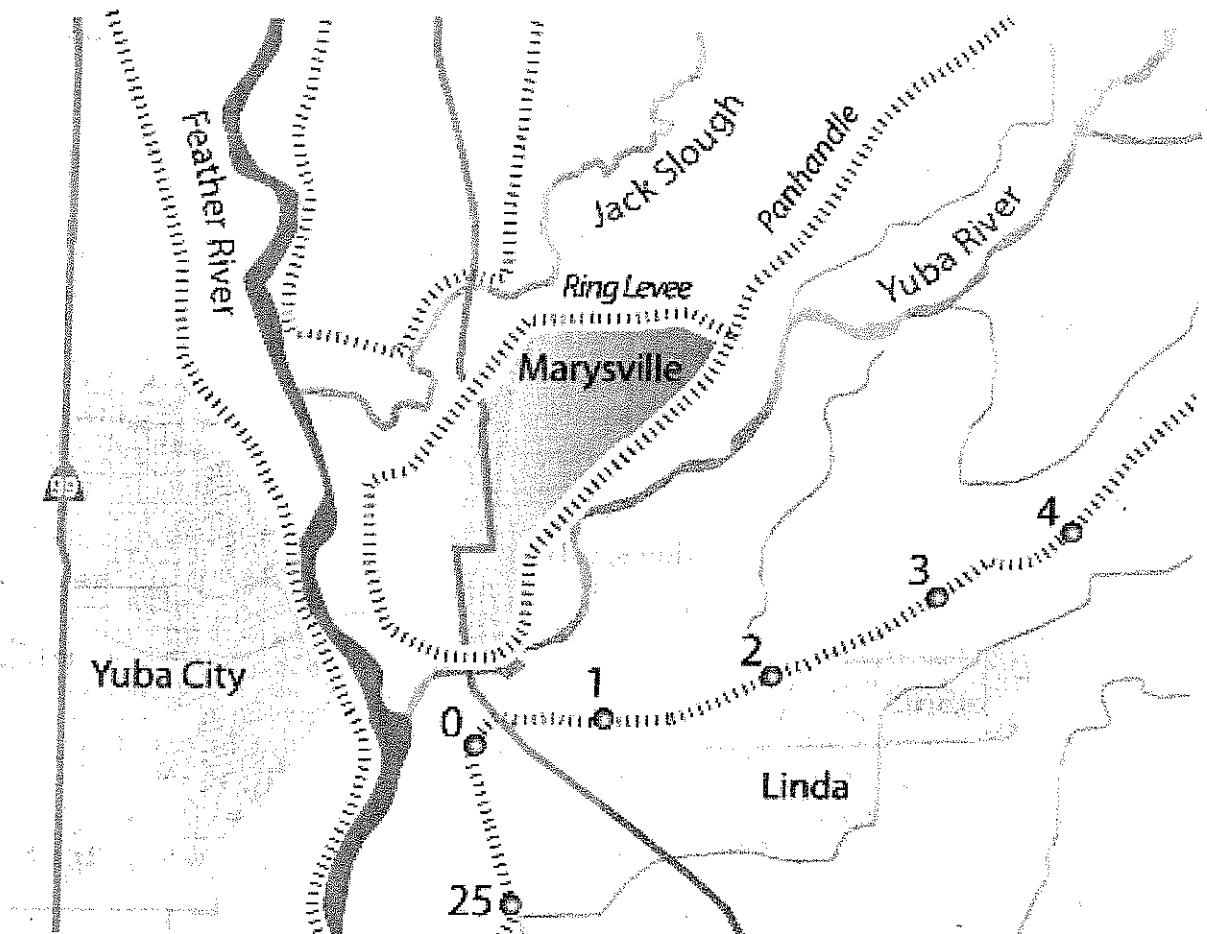 Feather River
Jack Slough
Panhandle
Yuba River
Ring Levee
Marysville
99
4
3
Yuba City
2
1
0
Linda
25